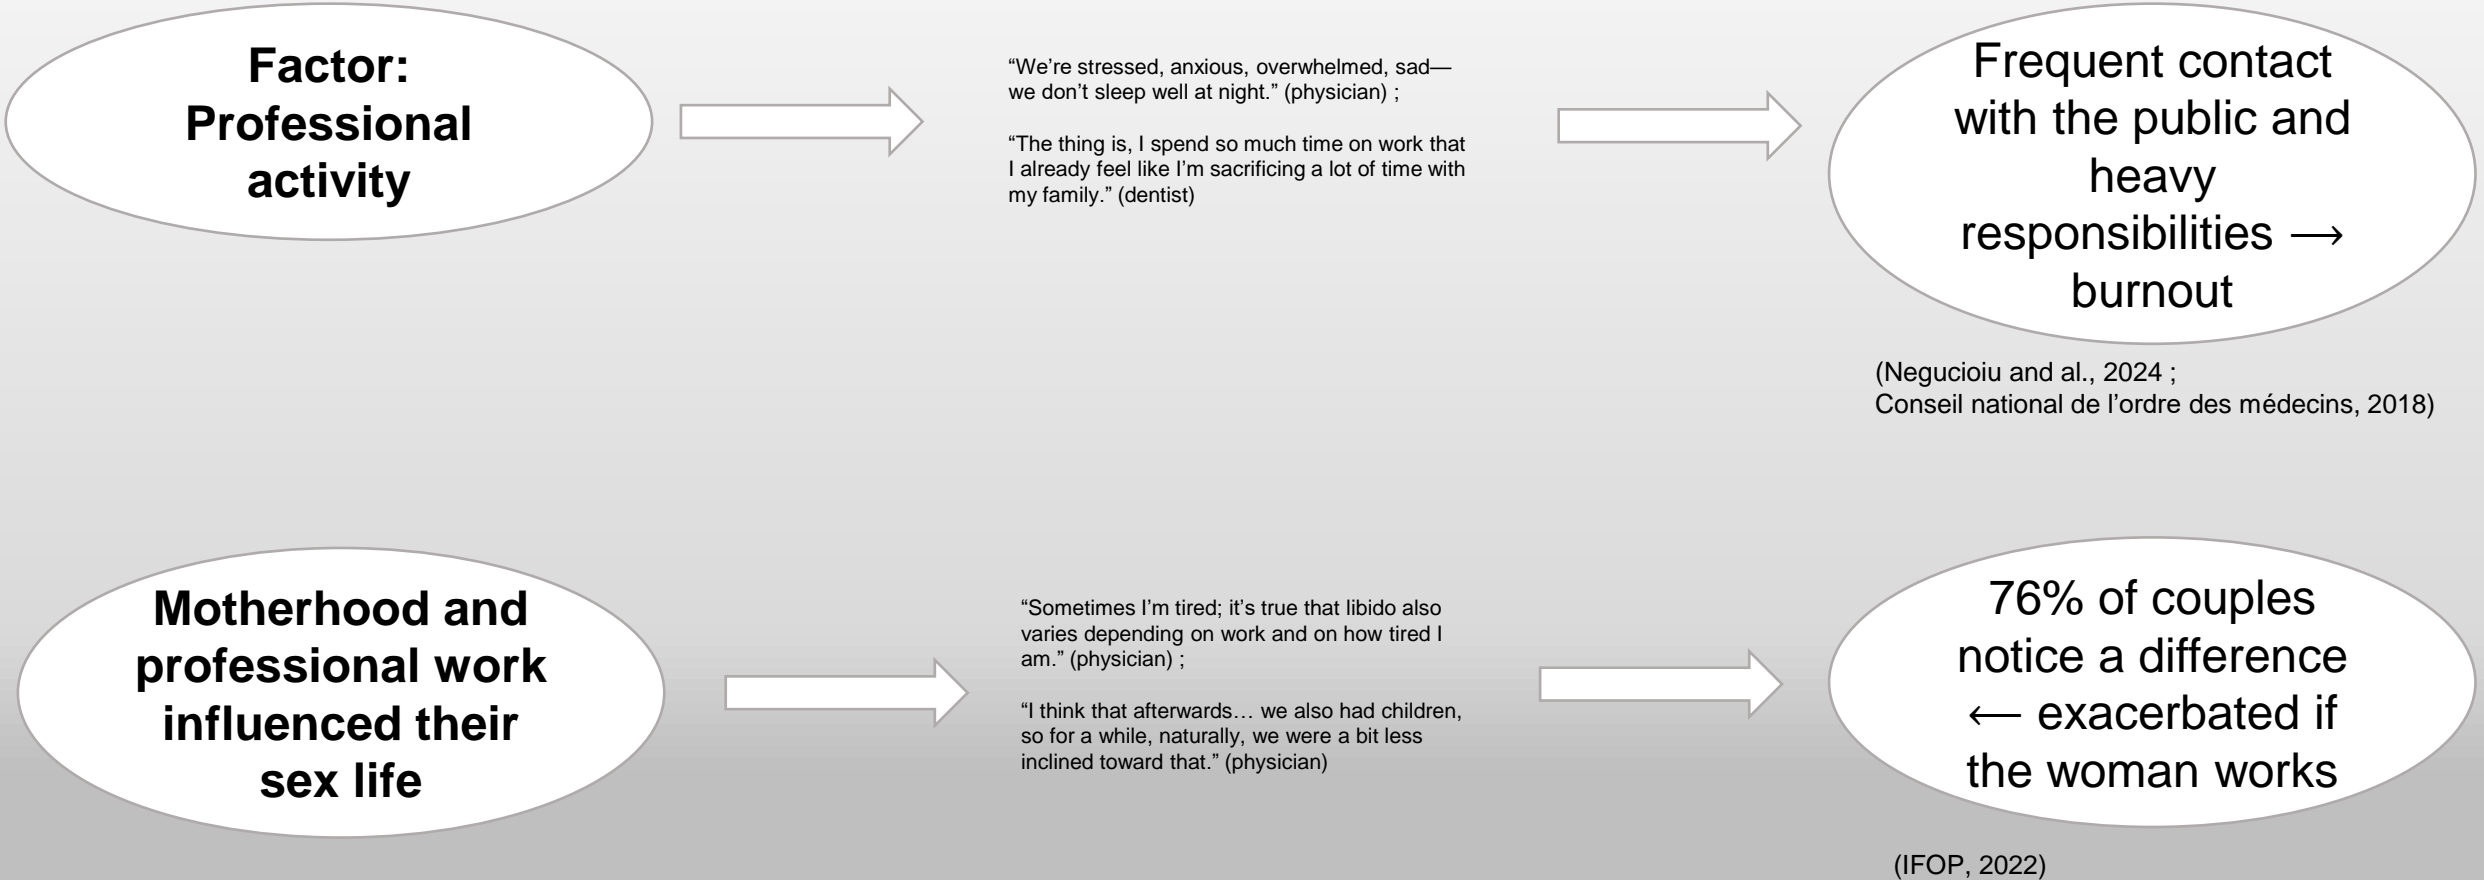 Factor:
Professional
activity
“We’re stressed, anxious, overwhelmed, sad—
we don’t sleep well at night.” (physician) ;
“The thing is, I spend so much time on work that
I already feel like I’m sacrificing a lot of time with
my family.” (dentist)
Frequent contact
with the public and
heavy
responsibilities ⟶
burnout
(Negucioiu and al., 2024 ;
Conseil national de l’ordre des médecins, 2018)
Motherhood and
professional work
influenced their
sex life
“Sometimes I’m tired; it’s true that libido also
varies depending on work and on how tired I
am.” (physician) ;
“I think that afterwards… we also had children,
so for a while, naturally, we were a bit less
inclined toward that.” (physician)
76% of couples
notice a difference
⟵ exacerbated if
the woman works
(IFOP, 2022)